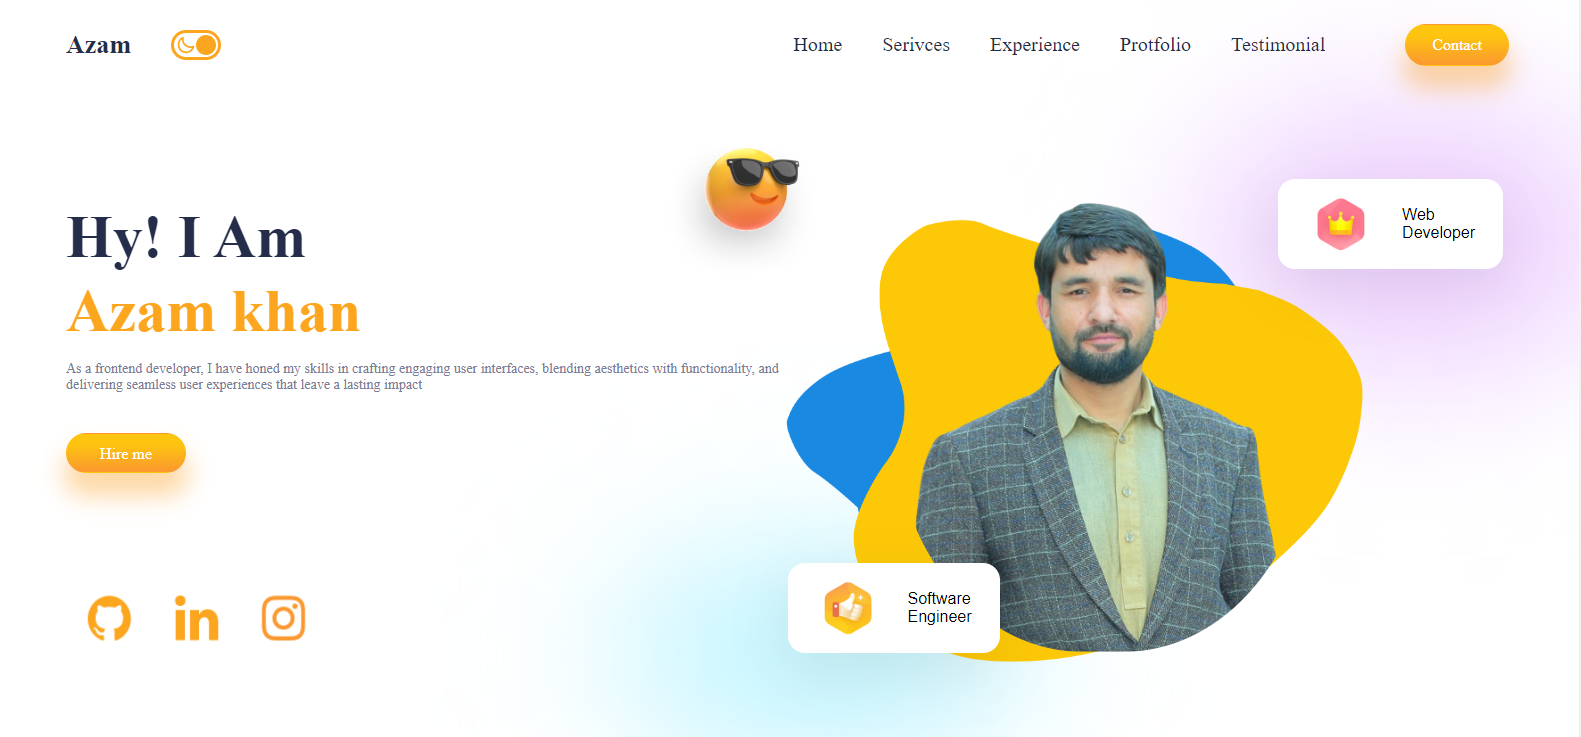 Azam
Home
Serivces
Experience
Protfolio
Testimonial
Contact
Hy! I Am
Azam khan
As a frontend developer, I have honed my skills in crafting engaging user interfaces, blending aesthetics with functionality, and
delivering seamless user experiences that leave a lasting impact
Hire me
Web
Developer
Software
Engineer
in